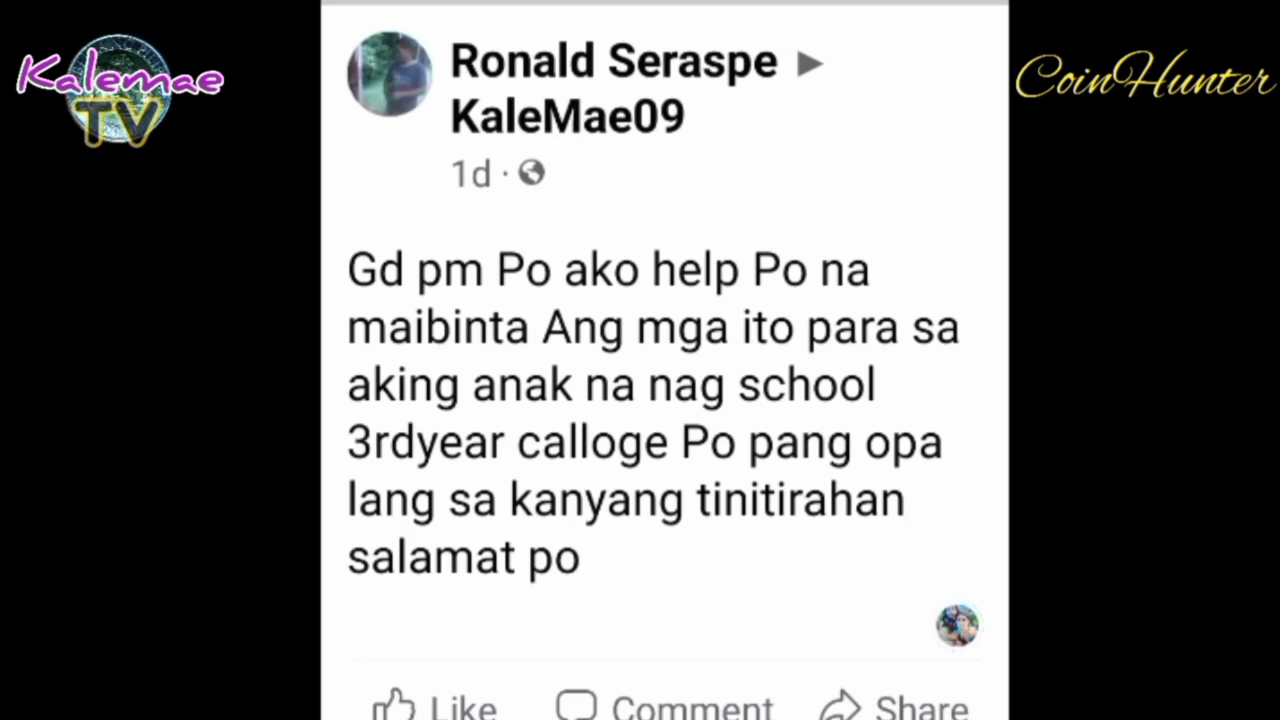 Kalemae
TV
CoinHunter
Ronald Seraspe ▶
KaleMae09
1d ·
Gd pm Po ako help Po na
maibinta Ang mga ito para sa
aking anak na nag school
3rdyear calloge Po pang opa
lang sa kanyang tinitirahan
salamat po
Like
Comment
Share